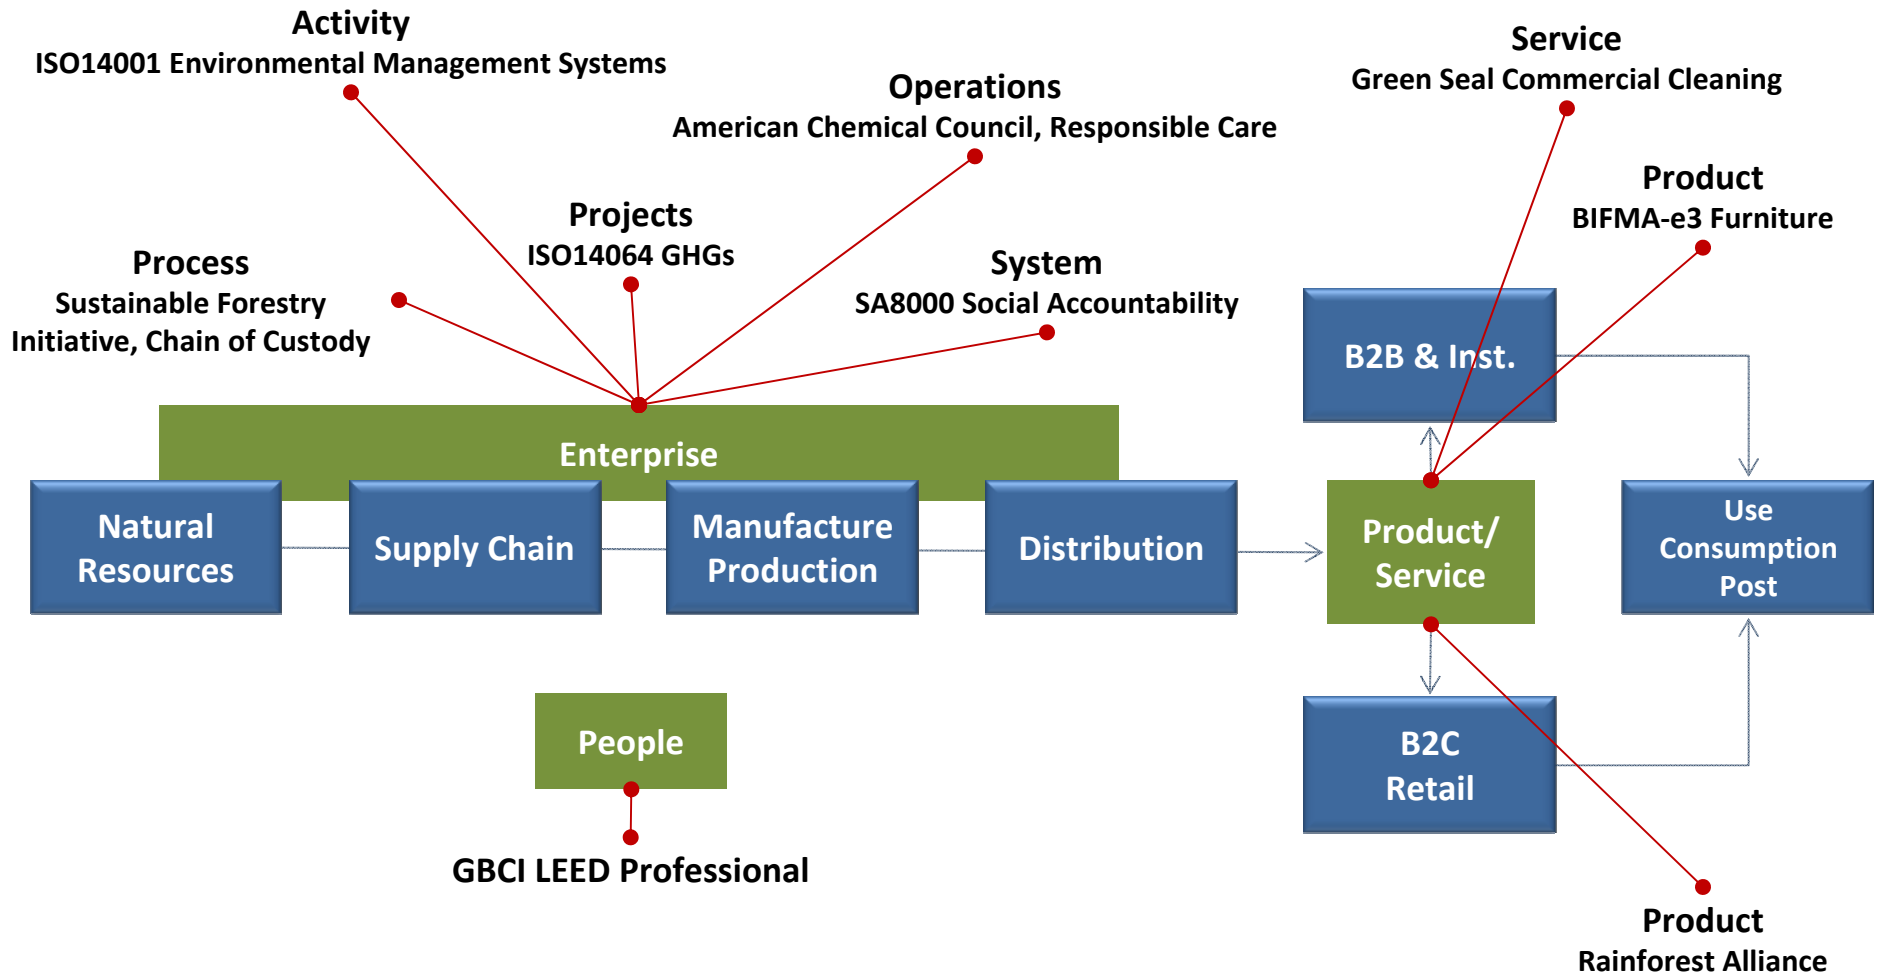 Activity
ISO14001 Environmental Management Systems
Service
Green Seal Commercial Cleaning
Operations
American Chemical Council, Responsible Care
Product
BIFMA-e3 Furniture
Projects
ISO14064 GHGs
Process
Sustainable Forestry
Initiative, Chain of Custody
System
SA8000 Social Accountability
B2B & Inst.
Enterprise
Natural
Resources
Supply Chain
Manufacture
Production
Distribution
Product/
Service
Use
Consumption
Post
People
GBCI LEED Professional
B2C
Retail
Product
Rainforest Alliance